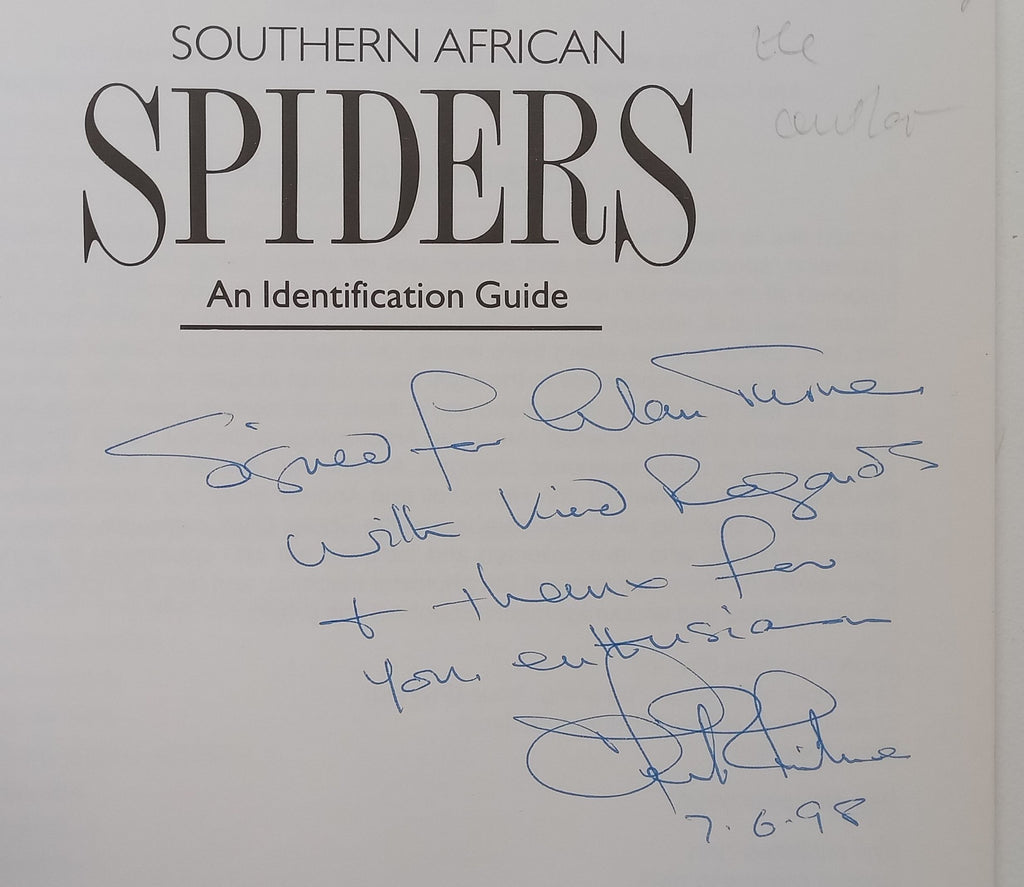 SOUTHERN AFRICAN
the
SPIDERS
author
An Identification Guide
Signed for Alan Turner
with Kind Regards
+ thanx for
your enthusiasm
7.6.98